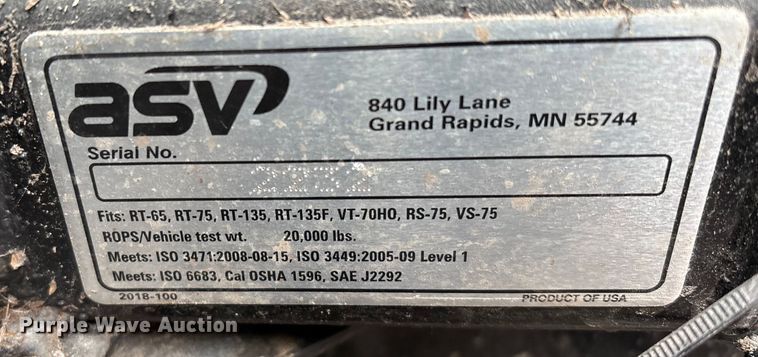 asv
840 Lily Lane
Grand Rapids, MN 55744
Serial No.
Fits: RT-65, RT-75, RT-135, RT-135F, VT-70HO, RS-75, VS-75
ROPS/Vehicle test wt. 20,000 lbs.
Meets: ISO 3471:2008-08-15, ISO 3449:2005-09 Level 1
Meets: ISO 6683, Cal OSHA 1596, SAE J2292
2018-100 PRODUCT OF USA
Purple Wave Auction